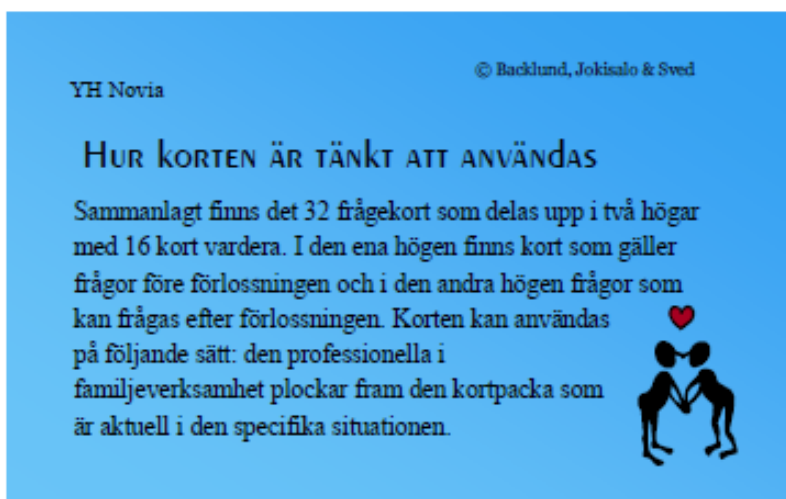 © Backlund, Jokisalo & Sved
YH Novia
Hur korten är tänkt att användas
Sammanlagt finns det 32 frågekort som delas upp i två högar
med 16 kort vardera. I den ena högen finns kort som gäller
frågor före förlossningen och i den andra högen frågor som
kan frågas efter förlossningen. Korten kan användas
på följande sätt: den professionella i
familjeverksamhet plockar fram den kortpacka som
är aktuell i den specifika situationen.